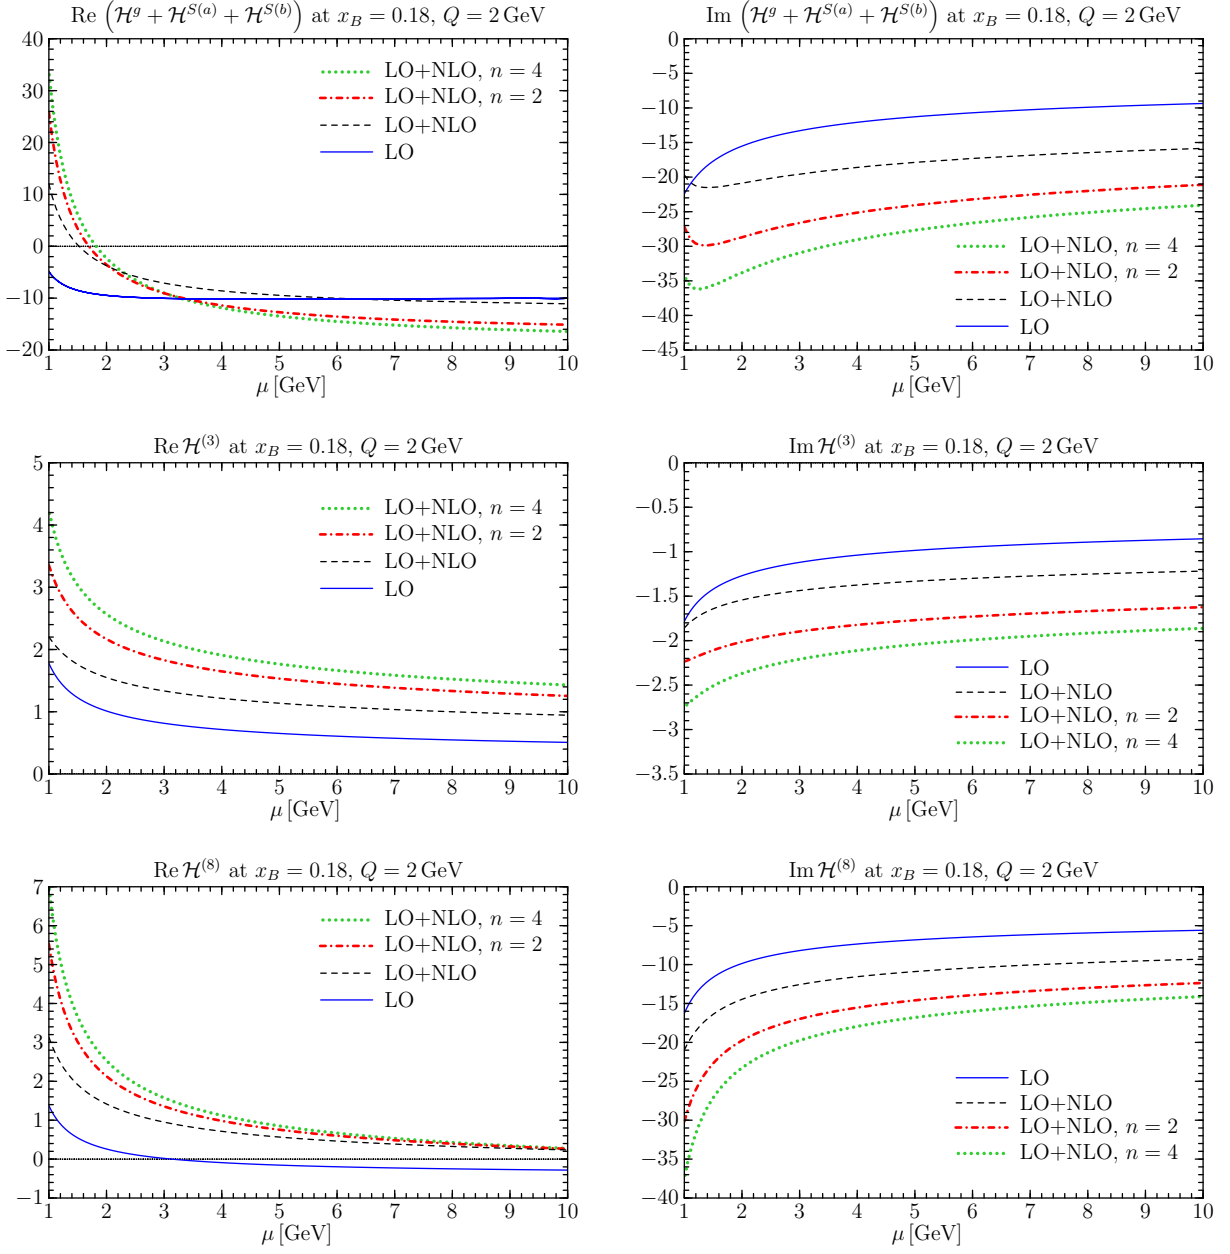 Re (ℋ^g + ℋ^{S(a)} + ℋ^{S(b)}) at x_B = 0.18, Q = 2 GeV
40
30
20
10
0
−10
−20
LO+NLO, n = 4
LO+NLO, n = 2
LO+NLO
LO
1 2 3 4 5 6 7 8 9 10
μ [GeV]
Im (ℋ^g + ℋ^{S(a)} + ℋ^{S(b)}) at x_B = 0.18, Q = 2 GeV
0
−5
−10
−15
−20
−25
−30
−35
−40
−45
LO+NLO, n = 4
LO+NLO, n = 2
LO+NLO
LO
1 2 3 4 5 6 7 8 9 10
μ [GeV]
Re ℋ^{(3)} at x_B = 0.18, Q = 2 GeV
5
4
3
2
1
0
LO+NLO, n = 4
LO+NLO, n = 2
LO+NLO
LO
1 2 3 4 5 6 7 8 9 10
μ [GeV]
Im ℋ^{(3)} at x_B = 0.18, Q = 2 GeV
0
−0.5
−1
−1.5
−2
−2.5
−3
−3.5
LO
LO+NLO
LO+NLO, n = 2
LO+NLO, n = 4
1 2 3 4 5 6 7 8 9 10
μ [GeV]
Re ℋ^{(8)} at x_B = 0.18, Q = 2 GeV
7
6
5
4
3
2
1
0
−1
LO+NLO, n = 4
LO+NLO, n = 2
LO+NLO
LO
1 2 3 4 5 6 7 8 9 10
μ [GeV]
Im ℋ^{(8)} at x_B = 0.18, Q = 2 GeV
0
−5
−10
−15
−20
−25
−30
−35
−40
LO
LO+NLO
LO+NLO, n = 2
LO+NLO, n = 4
1 2 3 4 5 6 7 8 9 10
μ [GeV]